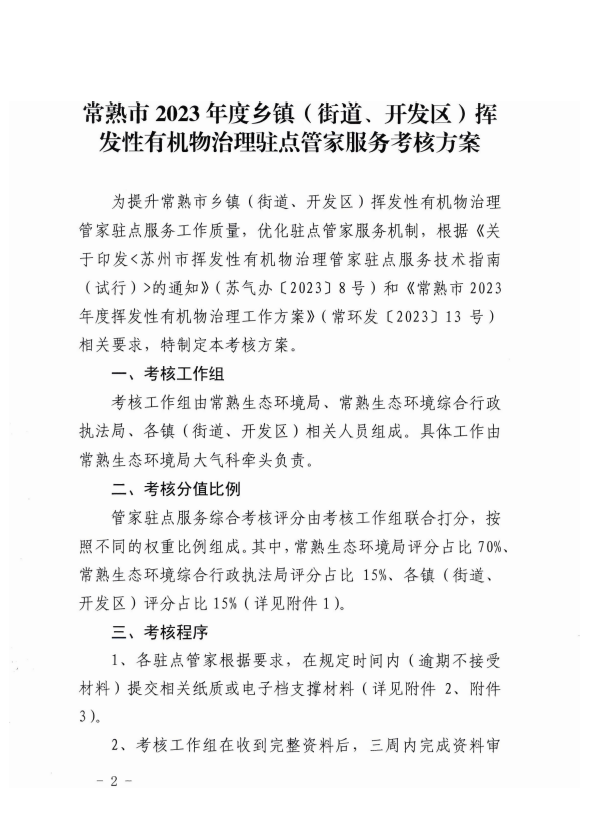 常熟市 2023 年度乡镇（街道、开发区）挥
发性有机物治理驻点管家服务考核方案
为提升常熟市乡镇（街道、开发区）挥发性有机物治理
管家驻点服务工作质量，优化驻点管家服务机制，根据《关
于印发<苏州市挥发性有机物治理管家驻点服务技术指南
（试行）>的通知》（苏气办〔2023〕8 号）和《常熟市 2023
年度挥发性有机物治理工作方案》（常环发〔2023〕13 号）
相关要求，特制定本考核方案。
一、考核工作组
考核工作组由常熟生态环境局、常熟生态环境综合行政
执法局、各镇（街道、开发区）相关人员组成。具体工作由
常熟生态环境局大气科牵头负责。
二、考核分值比例
管家驻点服务综合考核评分由考核工作组联合打分，按
照不同的权重比例组成。其中，常熟生态环境局评分占比 70%、
常熟生态环境综合行政执法局评分占比 15%、各镇（街道、
开发区）评分占比 15%（详见附件 1）。
三、考核程序
1、各驻点管家根据要求，在规定时间内（逾期不接受
材料）提交相关纸质或电子档支撑材料（详见附件 2、附件
3）。
2、考核工作组在收到完整资料后，三周内完成资料审
- 2 -